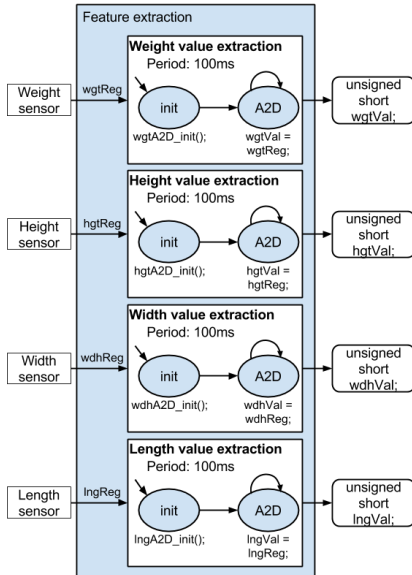 Feature extraction
Weight value extraction
Period: 100ms
Weight
sensor
wgtReg
init
A2D
wgtA2D_init();
wgtVal =
wgtReg;
unsigned
short
wgtVal;
Height value extraction
Period: 100ms
Height
sensor
hgtReg
init
A2D
hgtA2D_init();
hgtVal =
hgtReg;
unsigned
short
hgtVal;
Width value extraction
Period: 100ms
Width
sensor
wdhReg
init
A2D
wdhA2D_init();
wdhVal =
wdhReg;
unsigned
short
wdhVal;
Length value extraction
Period: 100ms
Length
sensor
lngReg
init
A2D
lngA2D_init();
lngVal =
lngReg;
unsigned
short
lngVal;